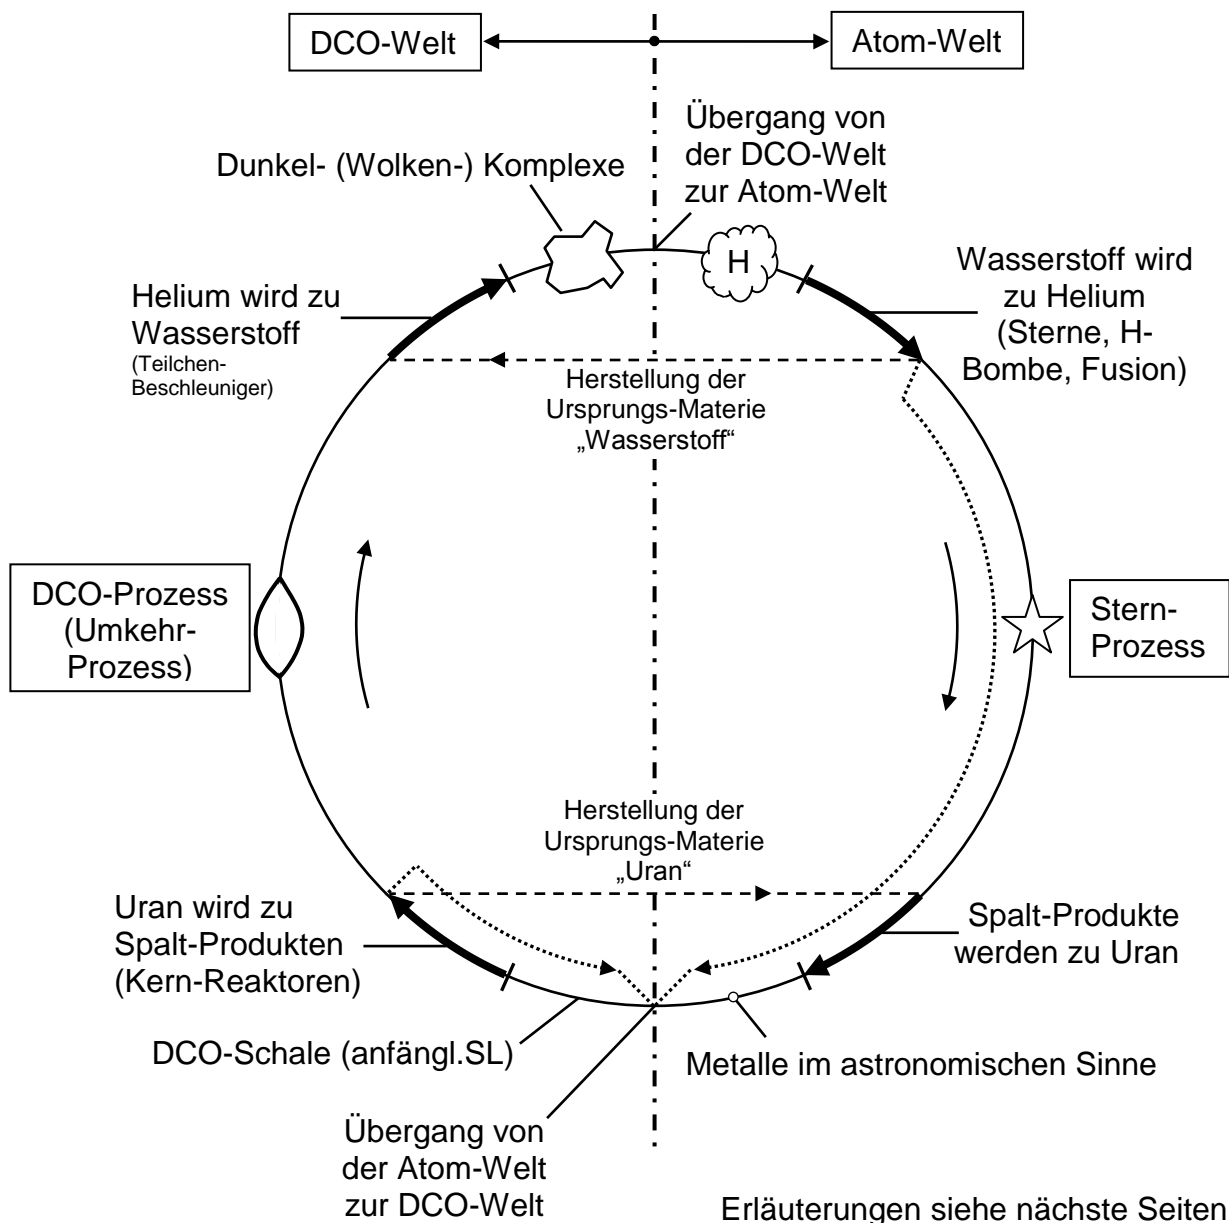 DCO-Welt
Atom-Welt
Übergang von
der DCO-Welt
zur Atom-Welt
Dunkel- (Wolken-) Komplexe
H
Wasserstoff wird
zu Helium
(Sterne, H-
Bombe, Fusion)
Helium wird zu
Wasserstoff
(Teilchen-
Beschleuniger)
Herstellung der
Ursprungs-Materie
„Wasserstoff“
DCO-Prozess
(Umkehr-
Prozess)
Stern-
Prozess
Herstellung der
Ursprungs-Materie
„Uran“
Uran wird zu
Spalt-Produkten
(Kern-Reaktoren)
Spalt-Produkte
werden zu Uran
DCO-Schale (anfängl.SL)
Metalle im astronomischen Sinne
Übergang von
der Atom-Welt
zur DCO-Welt
Erläuterungen siehe nächste Seiten